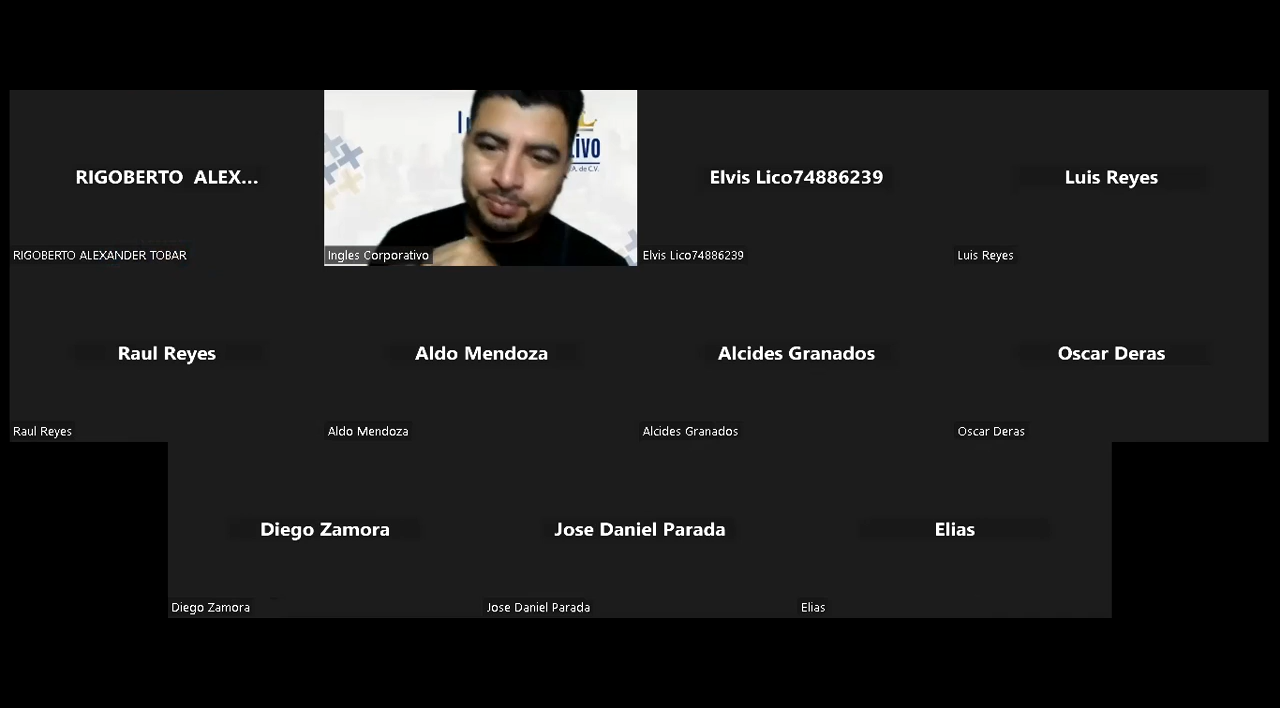 RIGOBERTO ALEX...
RIGOBERTO ALEXANDER TOBAR
Ingles Corporativo
Elvis Lico74886239
Elvis Lico74886239
Luis Reyes
Luis Reyes
Raul Reyes
Raul Reyes
Aldo Mendoza
Aldo Mendoza
Alcides Granados
Alcides Granados
Oscar Deras
Oscar Deras
Diego Zamora
Diego Zamora
Jose Daniel Parada
Jose Daniel Parada
Elias
Elias